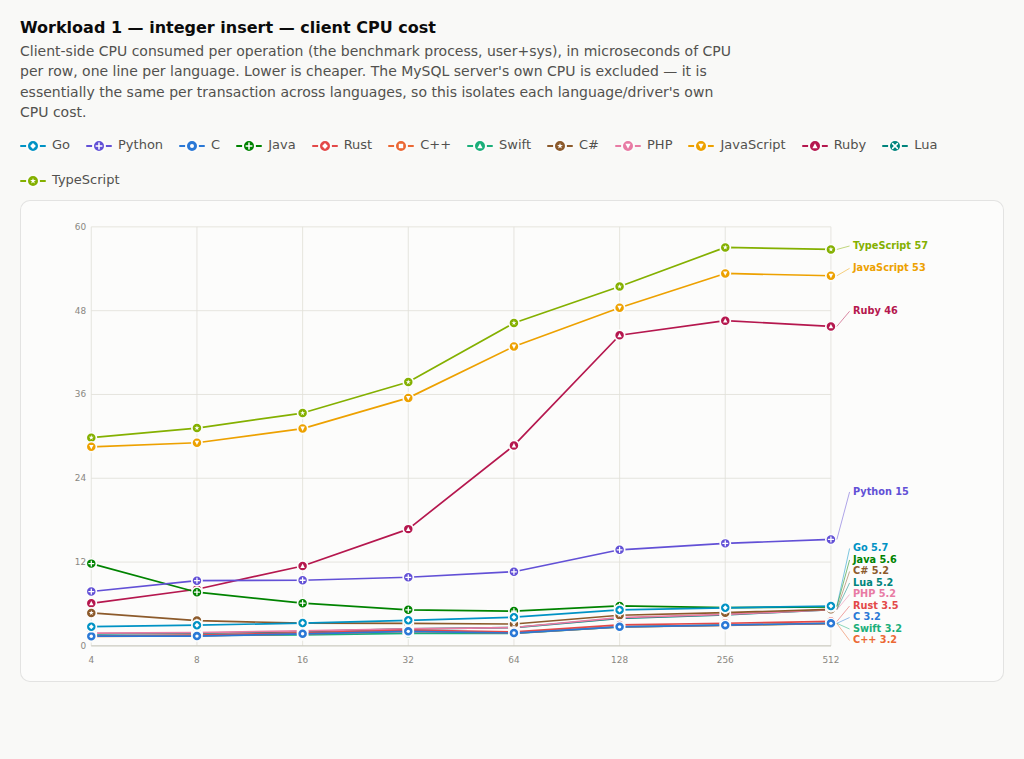 Workload 1 — integer insert — client CPU cost
Client-side CPU consumed per operation (the benchmark process, user+sys), in microseconds of CPU
per row, one line per language. Lower is cheaper. The MySQL server's own CPU is excluded — it is
essentially the same per transaction across languages, so this isolates each language/driver's own
CPU cost.
Go Python C Java Rust C++ Swift C# PHP JavaScript Ruby Lua
TypeScript
60
48
36
24
12
0
4 8 16 32 64 128 256 512
TypeScript 57
JavaScript 53
Ruby 46
Python 15
Go 5.7
Java 5.6
C# 5.2
Lua 5.2
PHP 5.2
Rust 3.5
C 3.2
Swift 3.2
C++ 3.2